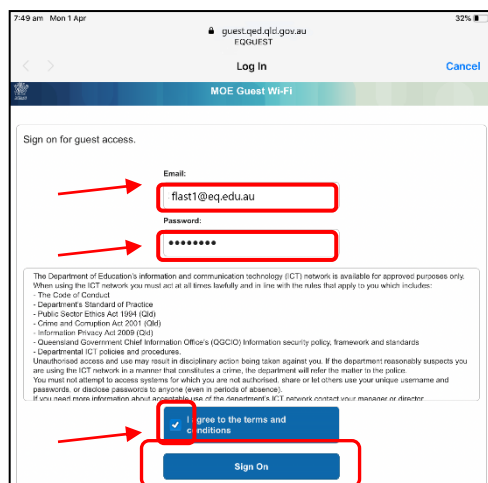 7:49 am Mon 1 Apr 32%
guest.qed.qld.gov.au
EQGUEST
Log In Cancel
MOE Guest Wi-Fi
Sign on for guest access.
Email:
flast1@eq.edu.au
Password:
••••••••
The Department of Education's information and communication technology (ICT) network is available for approved purposes only.
When using the ICT network you must act at all times lawfully and in line with the rules that apply to you which includes:
- The Code of Conduct
- Department's Standard of Practice
- Public Sector Ethics Act 1994 (Qld)
- Crime and Corruption Act 2001 (Qld)
- Information Privacy Act 2009 (Qld)
- Queensland Government Chief Information Office's (QGCIO) Information security policy, framework and standards
- Departmental ICT policies and procedures.
Unauthorised access and use may result in disciplinary action being taken against you. If the department reasonably suspects you
are using the ICT network in a manner that constitutes a crime, the department will refer the matter to the police.
You must not attempt to access systems for which you are not authorised, share or let others use your unique username and
passwords, or disclose passwords to anyone (even in periods of absence).
If you need more information about acceptable use of the department's ICT network contact your manager or director
I agree to the terms and
conditions
Sign On